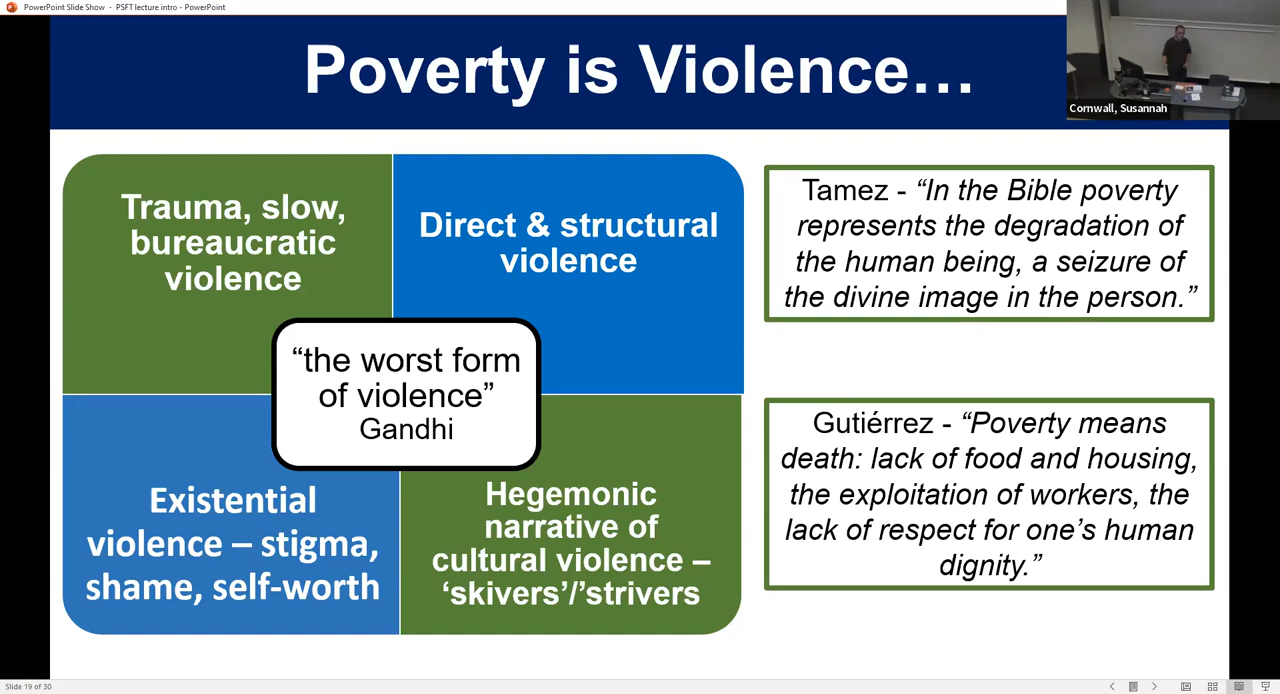 PowerPoint Slide Show - PSFT lecture intro - PowerPoint
Poverty is Violence…
Cornwall, Susannah
Trauma, slow,
bureaucratic
violence
Direct & structural
violence
“the worst form
of violence”
Gandhi
Existential
violence – stigma,
shame, self-worth
Hegemonic
narrative of
cultural violence –
‘skivers’/’strivers
Tamez - “In the Bible poverty
represents the degradation of
the human being, a seizure of
the divine image in the person.”
Gutiérrez - “Poverty means
death: lack of food and housing,
the exploitation of workers, the
lack of respect for one’s human
dignity.”
Slide 19 of 30